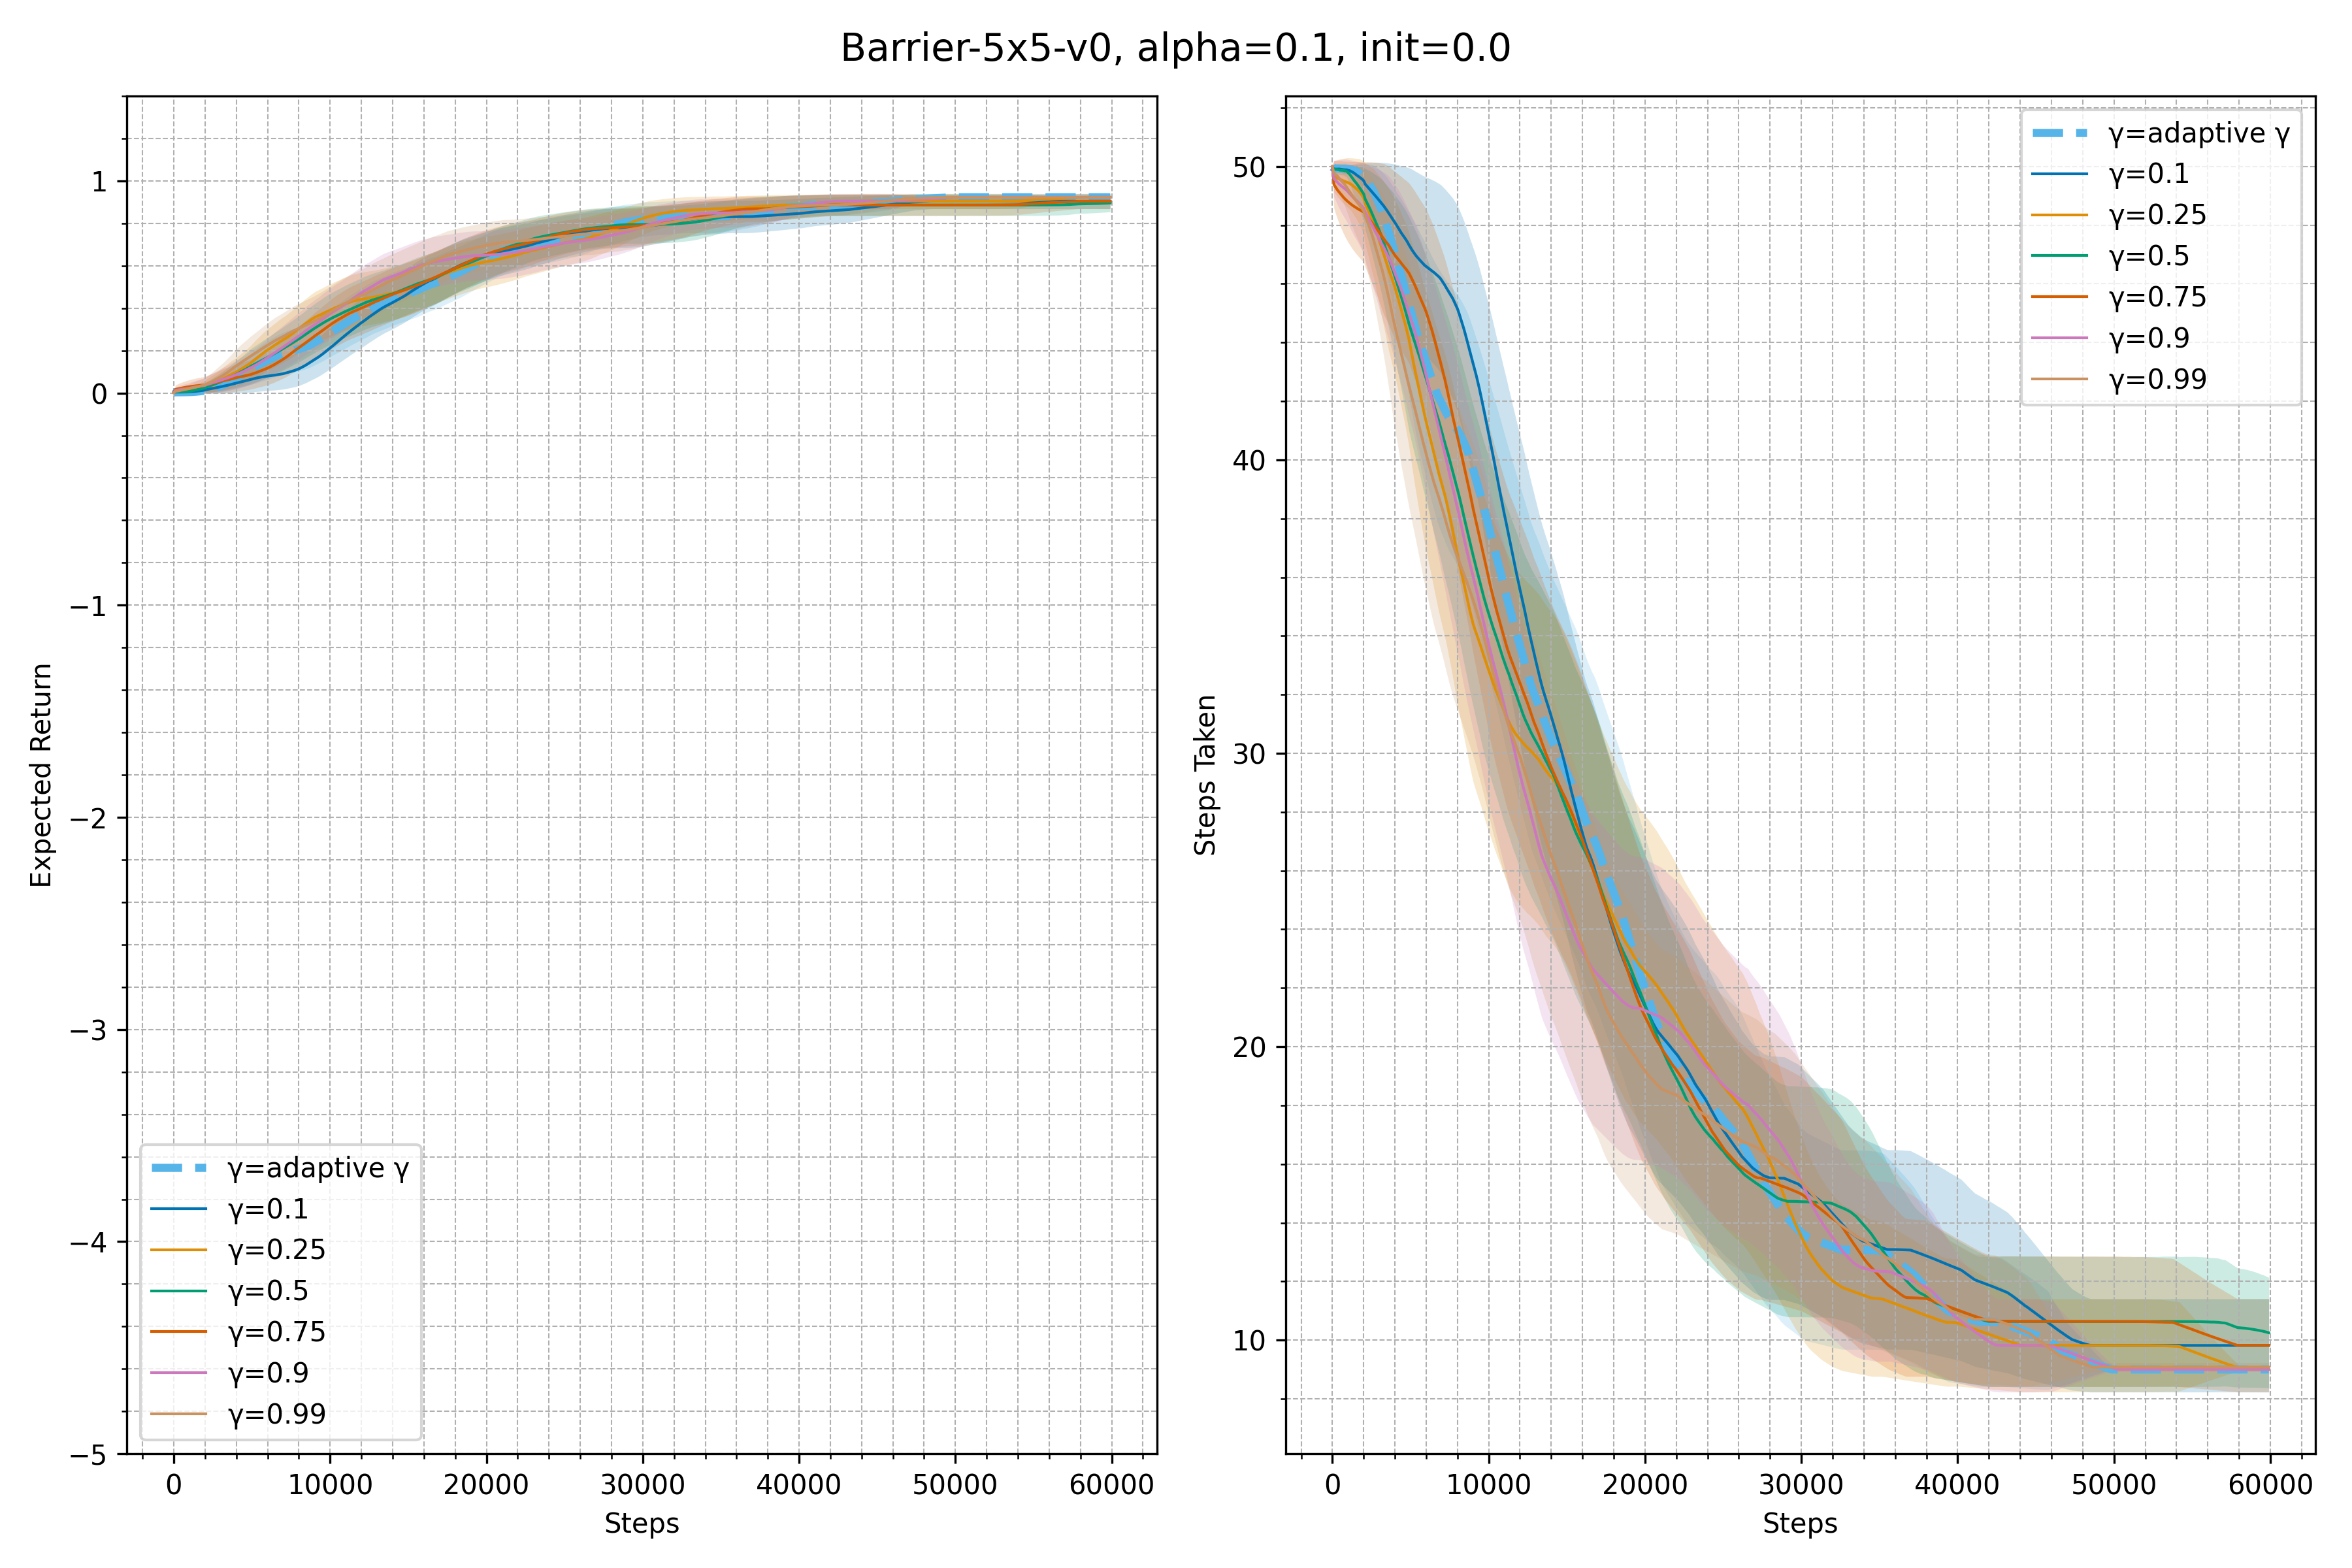 Barrier-5x5-v0, alpha=0.1, init=0.0
Expected Return
1
0
−1
−2
−3
−4
−5
γ=adaptive γ
γ=0.1
γ=0.25
γ=0.5
γ=0.75
γ=0.9
γ=0.99
0 10000 20000 30000 40000 50000 60000
Steps
Steps Taken
50
40
30
20
10
γ=adaptive γ
γ=0.1
γ=0.25
γ=0.5
γ=0.75
γ=0.9
γ=0.99
0 10000 20000 30000 40000 50000 60000
Steps